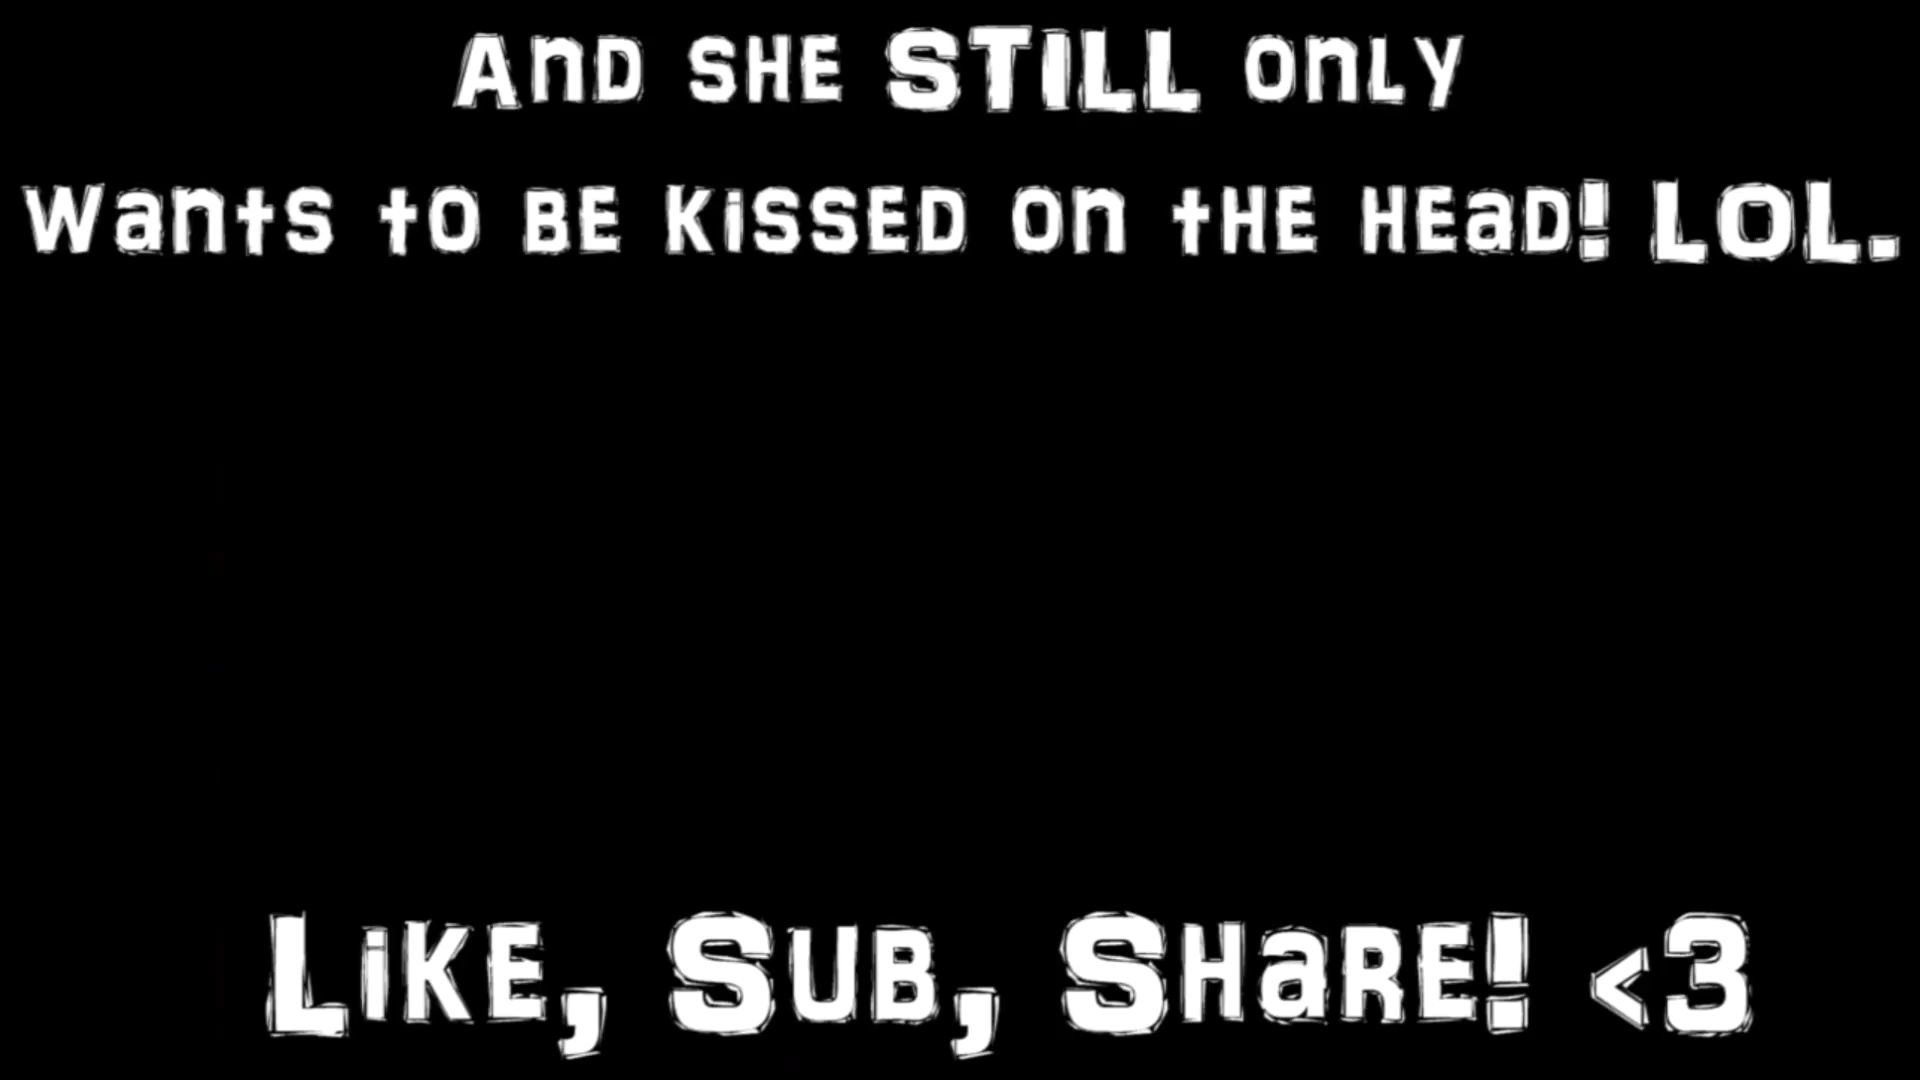 And she STILL only
wants to be kissed on the head! LOL.
Like, Sub, Share! <3